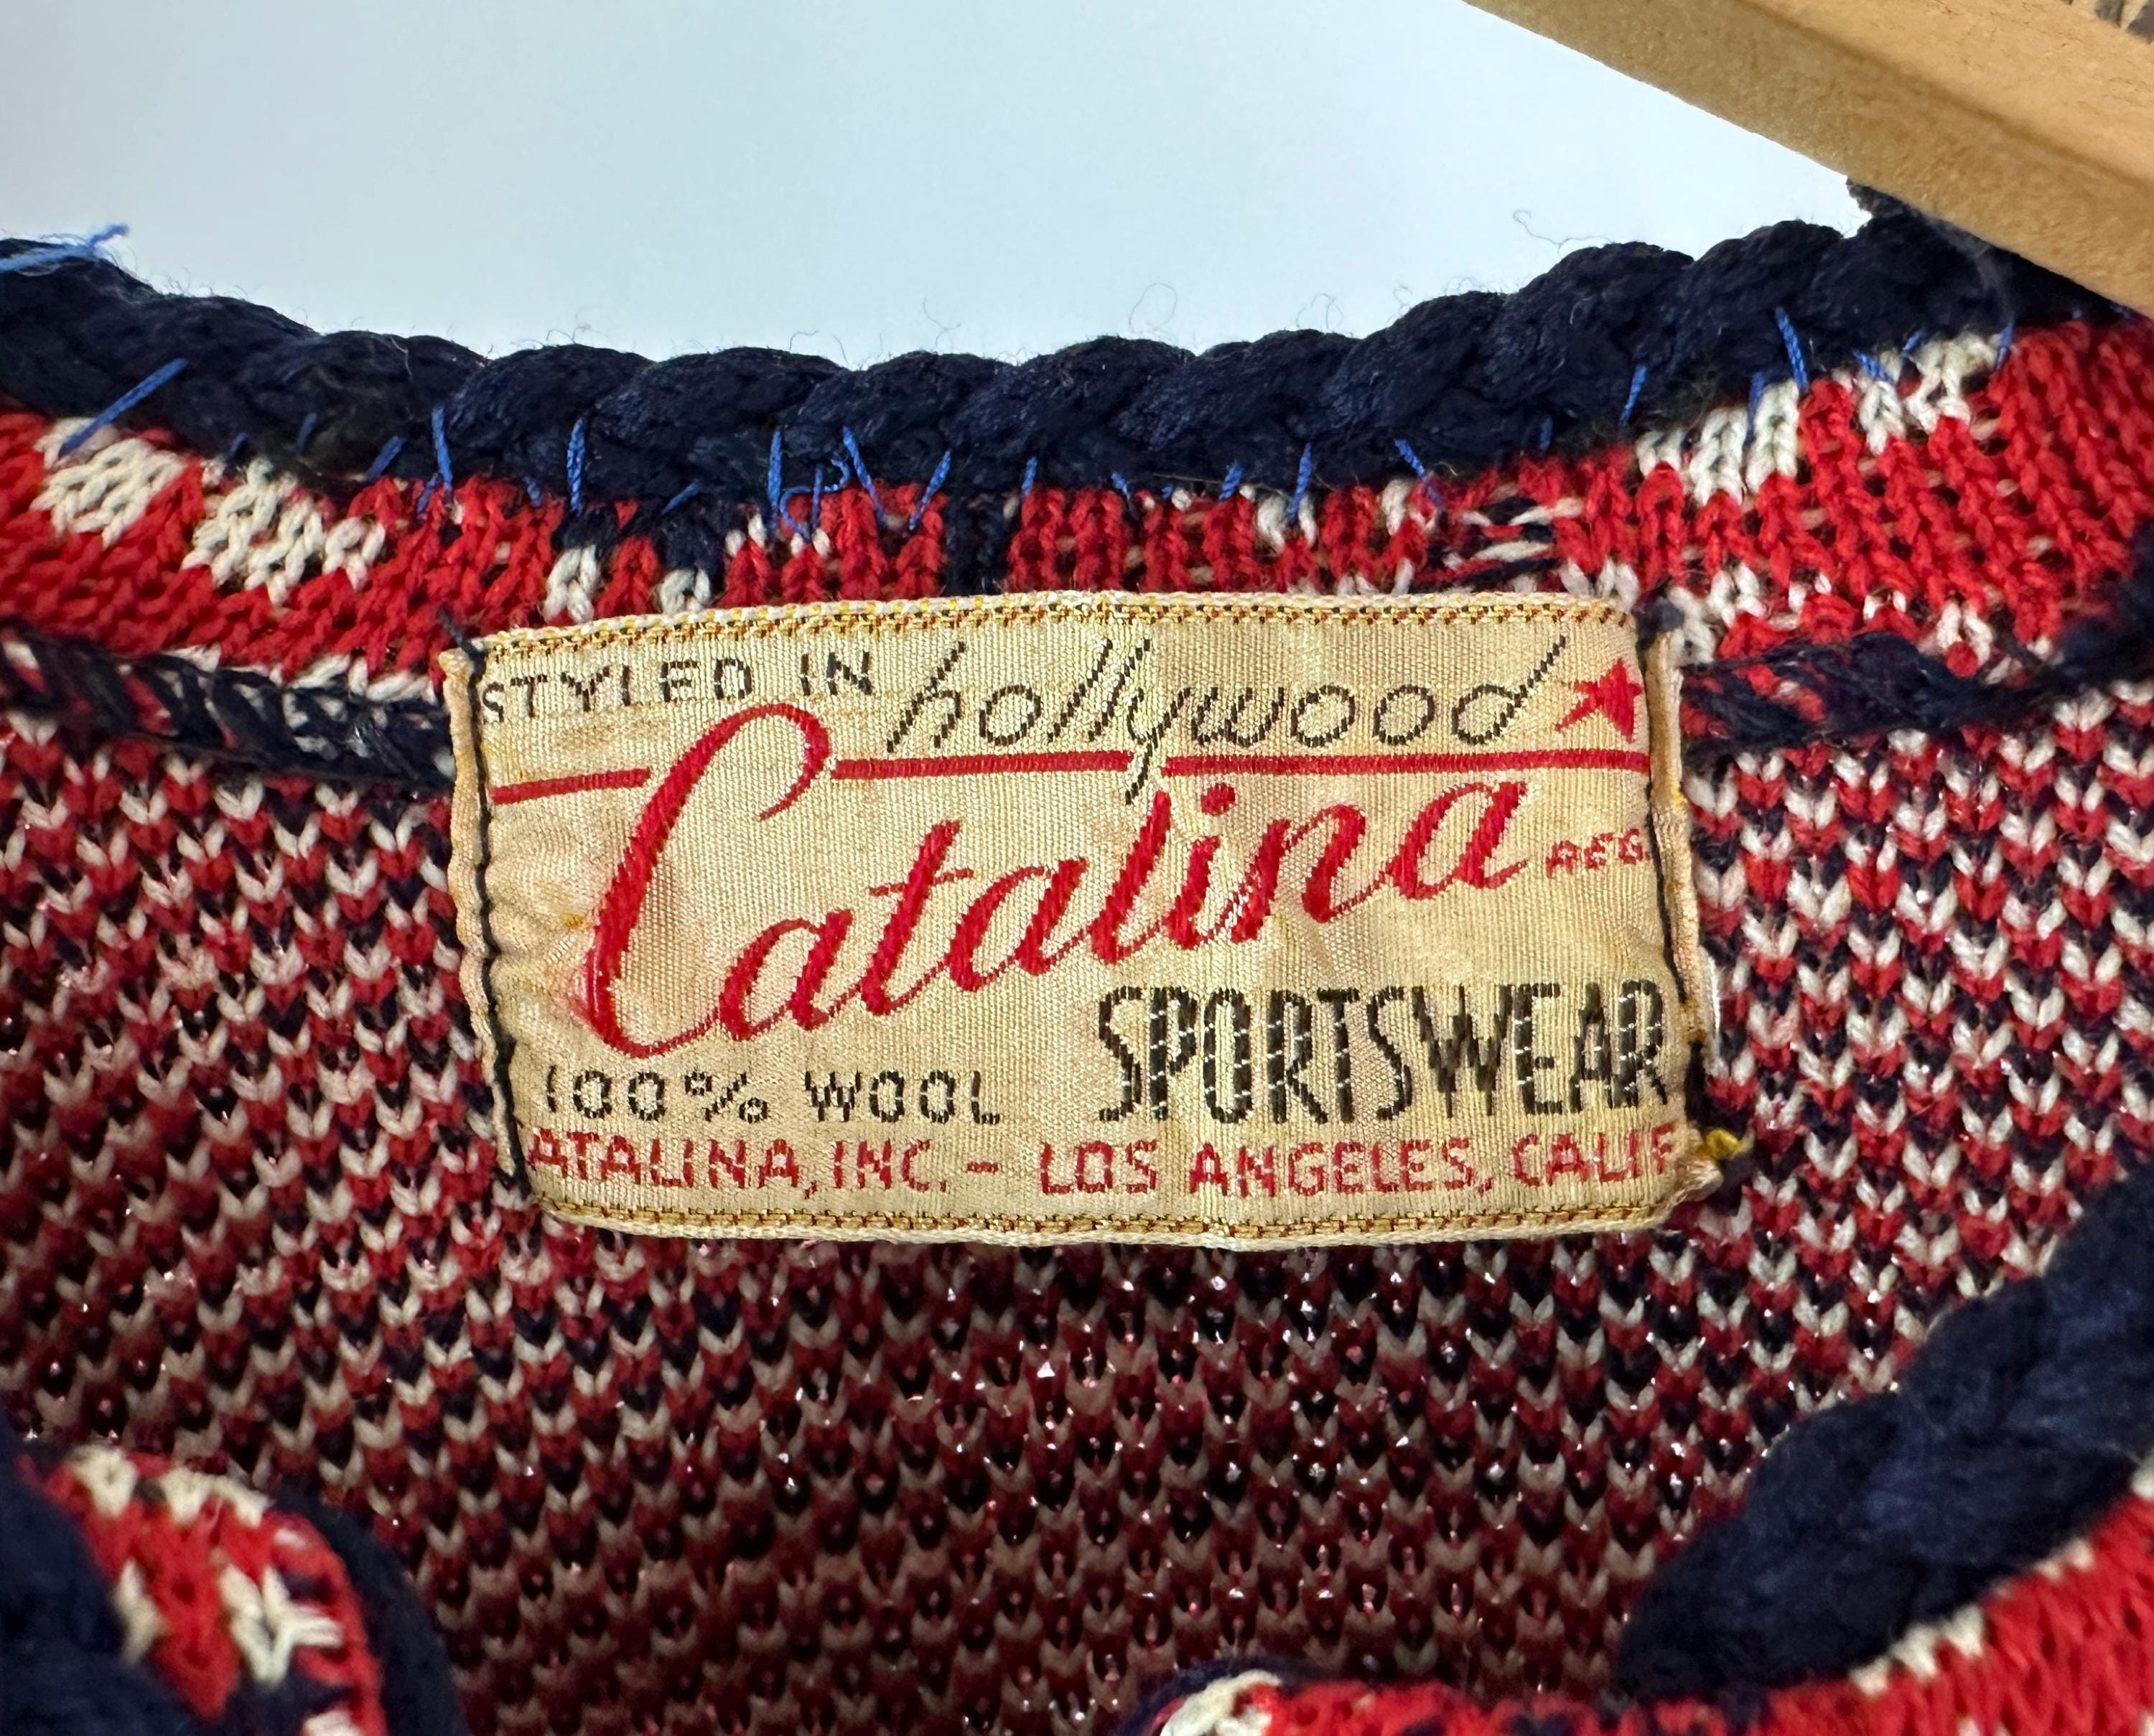 STYLED IN hollywood
Catalina REG.
SPORTSWEAR
100% WOOL
ATALINA, INC. - LOS ANGELES, CALIF